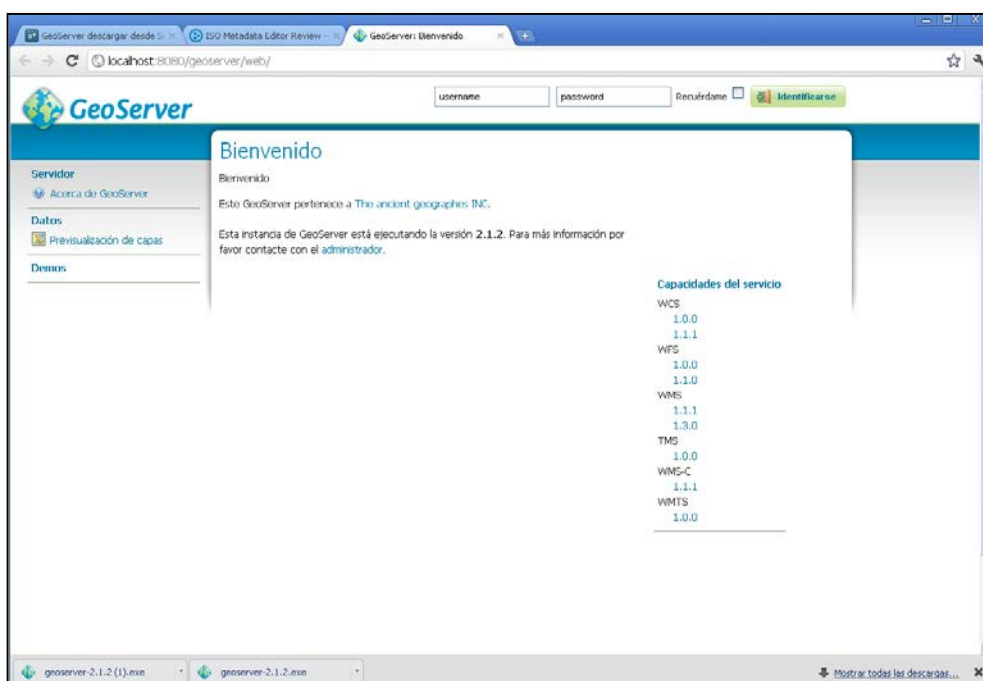 GeoServer descargar desde S
ISO Metadata Editor Review -
GeoServer: Bienvenido
localhost:8080/geoserver/web/
GeoServer
username
password
Recuérdame
Identificarse
Bienvenido
Servidor
Acerca de GeoServer
Datos
Previsualización de capas
Demos
Bienvenido
Este GeoServer pertenece a The ancient geographes INC.
Esta instancia de GeoServer está ejecutando la versión 2.1.2. Para más información por
favor contacte con el administrador.
Capacidades del servicio
WCS
1.0.0
1.1.1
WFS
1.0.0
1.1.0
WMS
1.1.1
1.3.0
TMS
1.0.0
WMS-C
1.1.1
WMTS
1.0.0
geoserver-2.1.2 (1).exe
geoserver-2.1.2.exe
Mostrar todas las descargas...